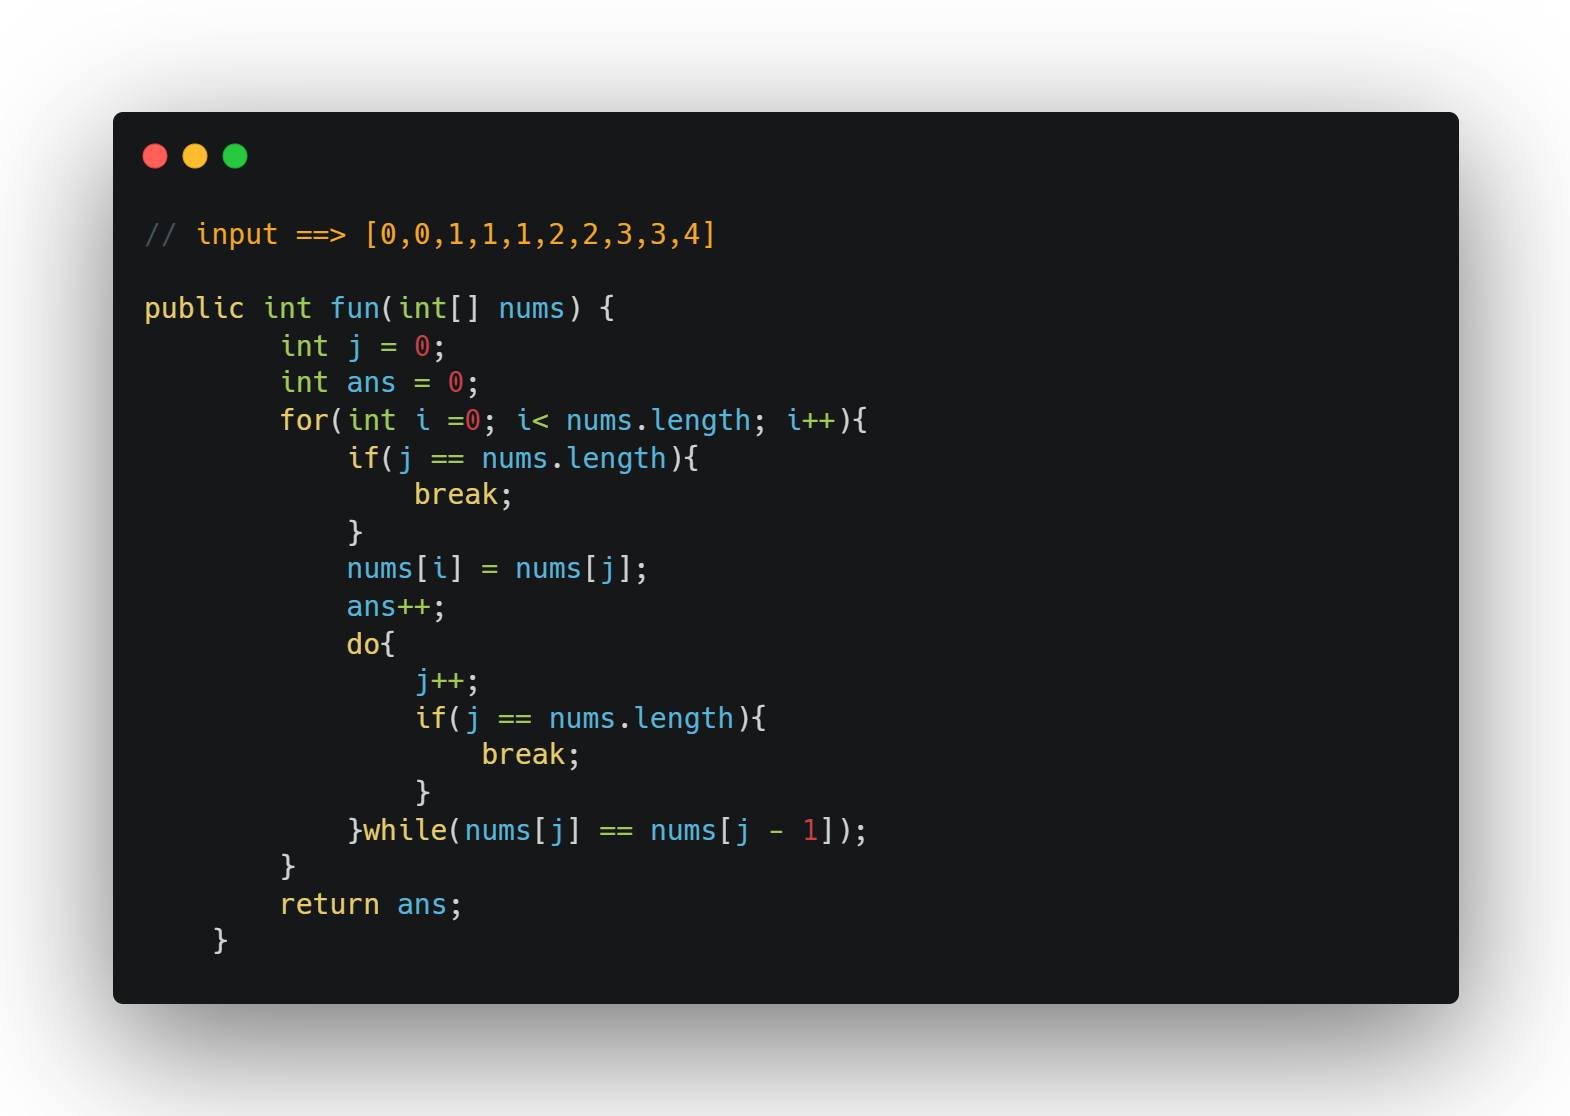 // input ==> [0,0,1,1,1,2,2,3,3,4]
public int fun(int[] nums) {
int j = 0;
int ans = 0;
for(int i =0; i< nums.length; i++){
if(j == nums.length){
break;
}
nums[i] = nums[j];
ans++;
do{
j++;
if(j == nums.length){
break;
}
}while(nums[j] == nums[j - 1]);
}
return ans;
}